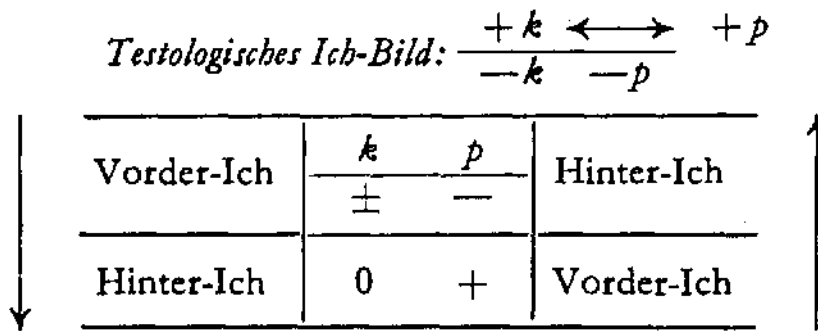 Testologisches Ich-Bild: + k ⟷ + p
— k — p
Vorder-Ich k p Hinter-Ich
± —
Hinter-Ich 0 + Vorder-Ich